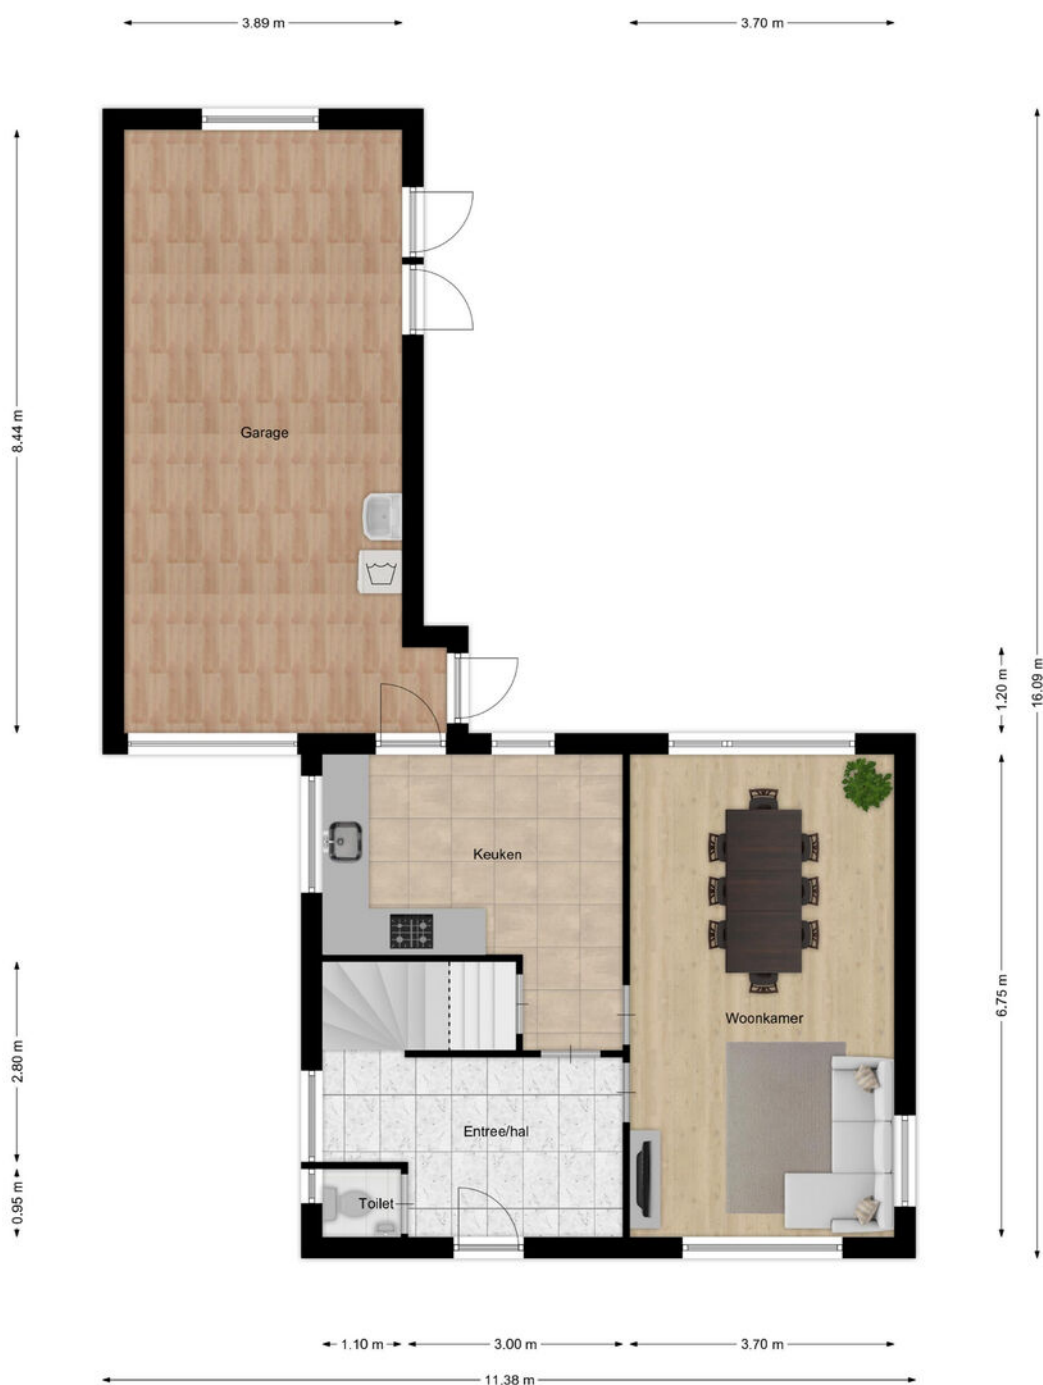 3.89 m
3.70 m
8.44 m
Garage
1.20 m
16.09 m
Keuken
Woonkamer
6.75 m
2.80 m
Entree/hal
0.95 m
Toilet
1.10 m
3.00 m
3.70 m
11.38 m